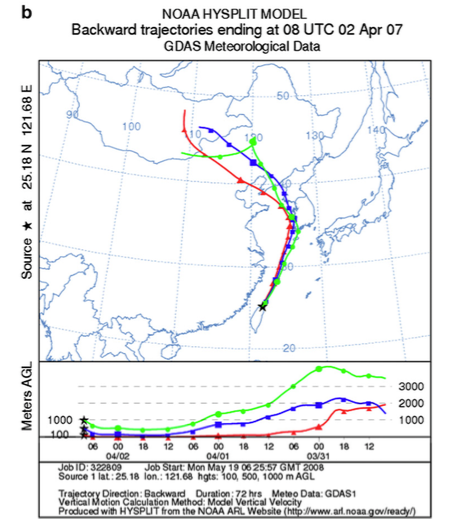 b
NOAA HYSPLIT MODEL
Backward trajectories ending at 08 UTC 02 Apr 07
GDAS Meteorological Data
Source ★ at 25.18 N 121.68 E
50
90
100
10
120
130
140
30
20
Meters AGL
3000
2000
1000
1000
100
06 00 18 12 06 00 18 12 06 00 18 12
04/02 04/01 03/31
Job ID: 322809 Job Start: Mon May 19 06:25:57 GMT 2008
Source 1 lat.: 25.18 lon.: 121.68 hgts: 100, 500, 1000 m AGL
Trajectory Direction: Backward Duration: 72 hrs Meteo Data: GDAS1
Vertical Motion Calculation Method: Model Vertical Velocity
Produced with HYSPLIT from the NOAA ARL Website (http://www.arl.noaa.gov/ready/)